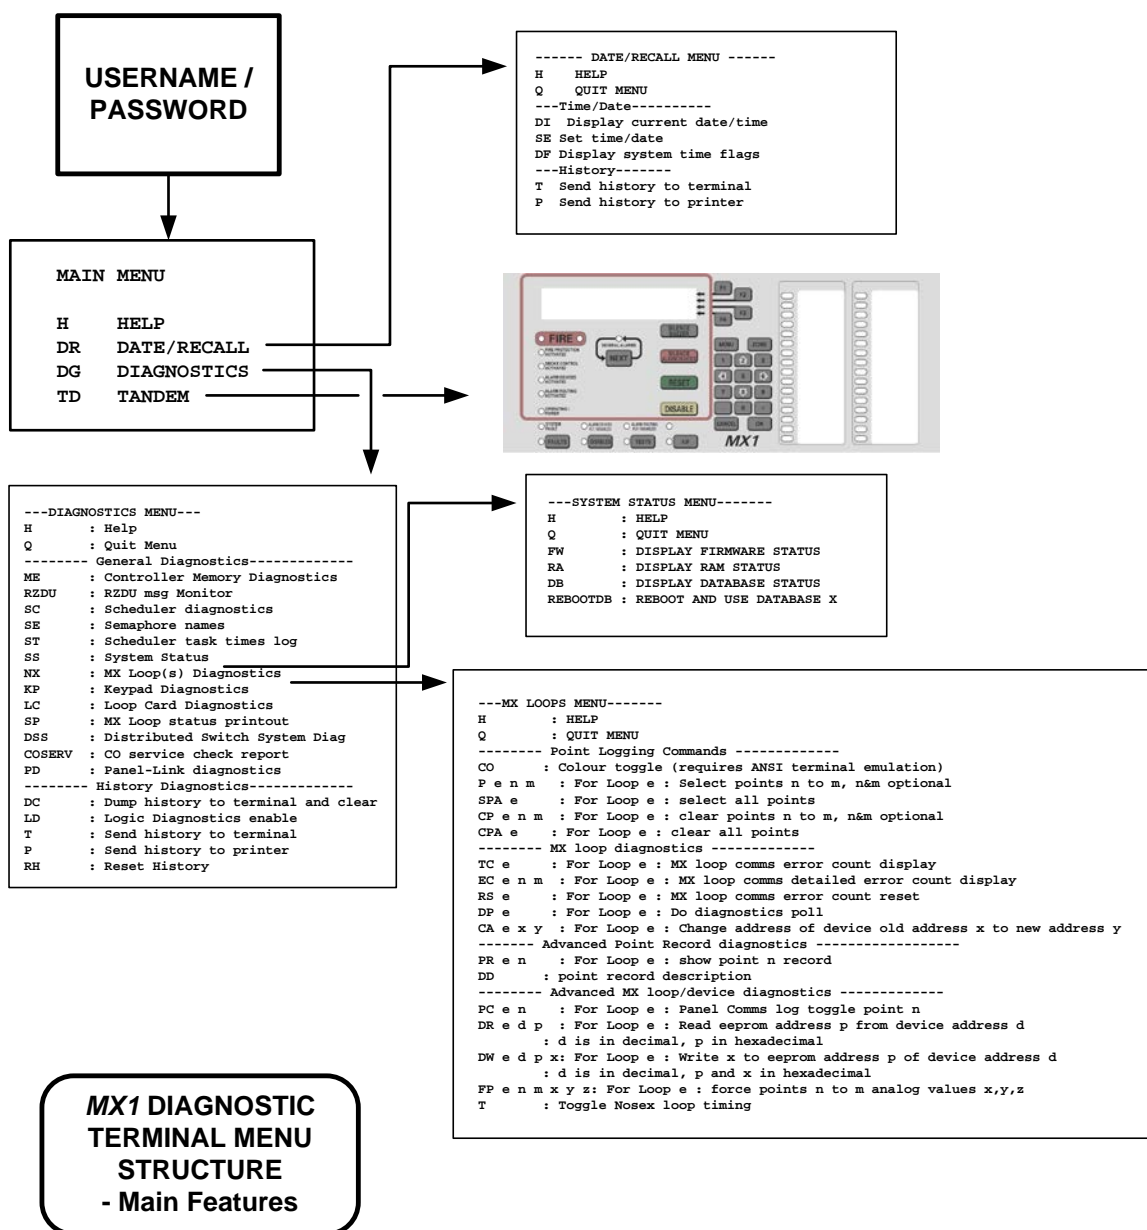 USERNAME /
PASSWORD
------ DATE/RECALL MENU ------
H HELP
Q QUIT MENU
---Time/Date----------
DI Display current date/time
SE Set time/date
DF Display system time flags
---History-------
T Send history to terminal
P Send history to printer
MAIN MENU
H HELP
DR DATE/RECALL
DG DIAGNOSTICS
TD TANDEM
FIRE
NEXT
RESET
DISABLE
F1
F2
F3
F4
MENU
ZONE
CANCEL
OK
FAULTS
TESTS
MX1
---DIAGNOSTICS MENU---
H : Help
Q : Quit Menu
-------- General Diagnostics-------------
ME : Controller Memory Diagnostics
RZDU : RZDU msg Monitor
SC : Scheduler diagnostics
SE : Semaphore names
ST : Scheduler task times log
SS : System Status
NX : MX Loop(s) Diagnostics
KP : Keypad Diagnostics
LC : Loop Card Diagnostics
SP : MX Loop status printout
DSS : Distributed Switch System Diag
COSERV : CO service check report
PD : Panel-Link diagnostics
-------- History Diagnostics-------------
DC : Dump history to terminal and clear
LD : Logic Diagnostics enable
T : Send history to terminal
P : Send history to printer
RH : Reset History
---SYSTEM STATUS MENU-------
H : HELP
Q : QUIT MENU
FW : DISPLAY FIRMWARE STATUS
RA : DISPLAY RAM STATUS
DB : DISPLAY DATABASE STATUS
REBOOTDB : REBOOT AND USE DATABASE X
---MX LOOPS MENU-------
H : HELP
Q : QUIT MENU
-------- Point Logging Commands -------------
CO : Colour toggle (requires ANSI terminal emulation)
P e n m : For Loop e : Select points n to m, n&m optional
SPA e : For Loop e : select all points
CP e n m : For Loop e : clear points n to m, n&m optional
CPA e : For Loop e : clear all points
-------- MX loop diagnostics -------------
TC e : For Loop e : MX loop comms error count display
EC e n m : For Loop e : MX loop comms detailed error count display
RS e : For Loop e : MX loop comms error count reset
DP e : For Loop e : Do diagnostics poll
CA e x y : For Loop e : Change address of device old address x to new address y
------- Advanced Point Record diagnostics ------------------
PR e n : For Loop e : show point n record
DD : point record description
-------- Advanced MX loop/device diagnostics -------------
PC e n : For Loop e : Panel Comms log toggle point n
DR e d p : For Loop e : Read eeprom address p from device address d
: d is in decimal, p in hexadecimal
DW e d p x: For Loop e : Write x to eeprom address p of device address d
: d is in decimal, p and x in hexadecimal
FP e n m x y z: For Loop e : force points n to m analog values x,y,z
T : Toggle Nosex loop timing
MX1 DIAGNOSTIC
TERMINAL MENU
STRUCTURE
- Main Features